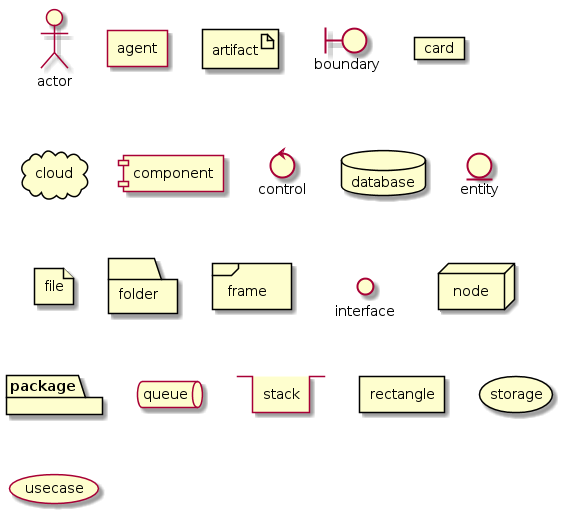 actor
agent
artifact
boundary
card
cloud
component
control
database
entity
file
folder
frame
interface
node
package
queue
stack
rectangle
storage
usecase